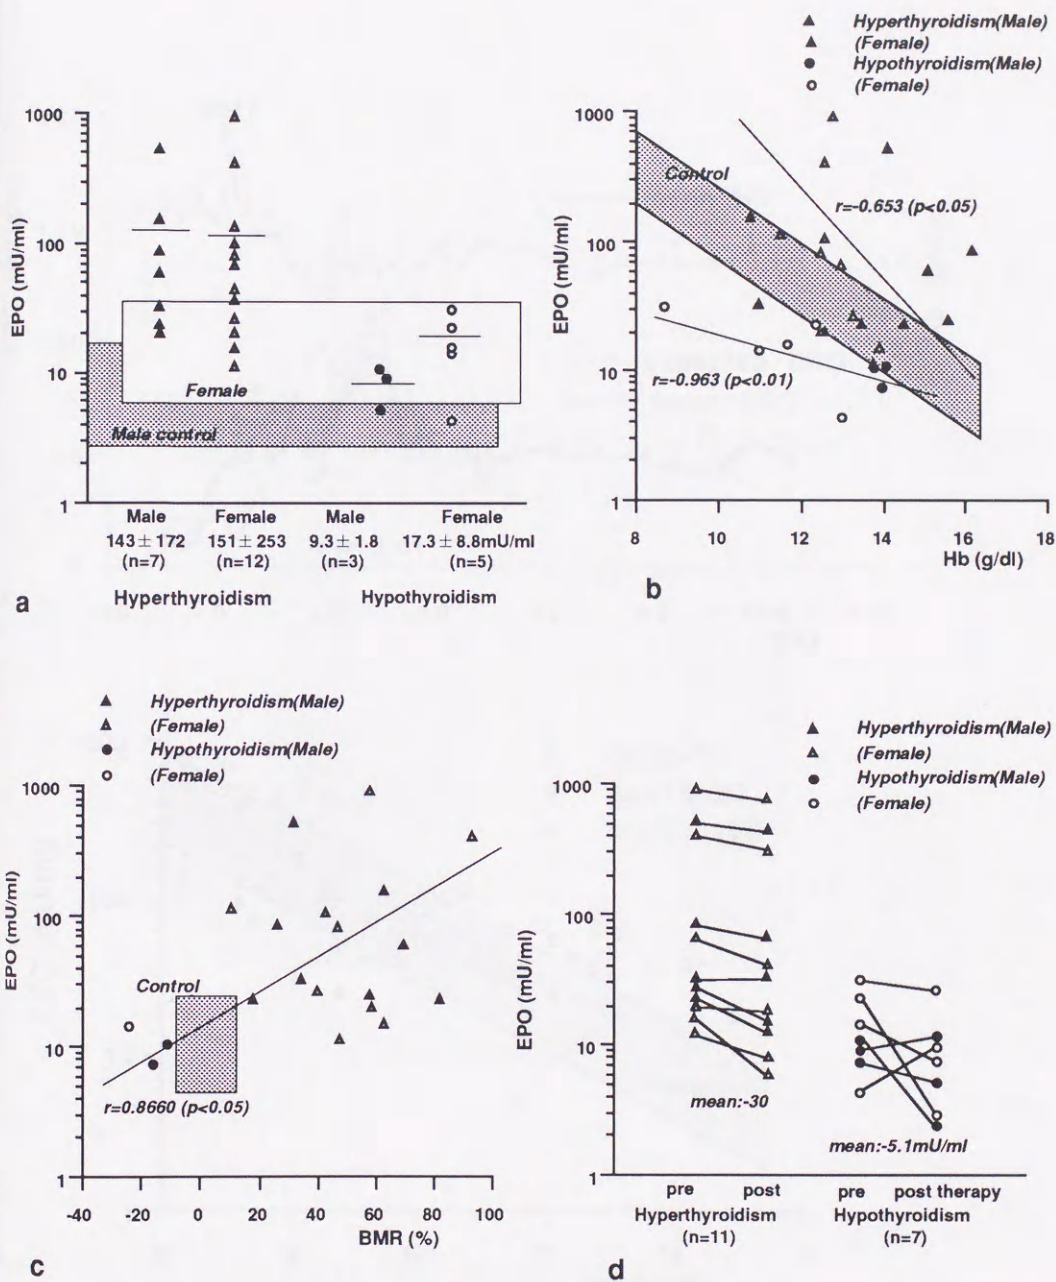 Hyperthyroidism(Male)
(Female)
Hypothyroidism(Male)
(Female)
1000
100
10
1
EPO (mU/ml)
Female
Male control
Male Female Male Female
143 ± 172 151 ± 253 9.3 ± 1.8 17.3 ± 8.8mU/ml
(n=7) (n=12) (n=3) (n=5)
Hyperthyroidism Hypothyroidism
a
1000
100
10
1
EPO (mU/ml)
Control
r=-0.653 (p<0.05)
r=-0.963 (p<0.01)
8 10 12 14 16 18
Hb (g/dl)
b
Hyperthyroidism(Male)
(Female)
Hypothyroidism(Male)
(Female)
1000
100
10
1
EPO (mU/ml)
Control
r=0.8660 (p<0.05)
-40 -20 0 20 40 60 80 100
BMR (%)
c
Hyperthyroidism(Male)
(Female)
Hypothyroidism(Male)
(Female)
1000
100
10
1
EPO (mU/ml)
mean:-30
mean:-5.1mU/ml
pre post pre post therapy
Hyperthyroidism Hypothyroidism
(n=11) (n=7)
d